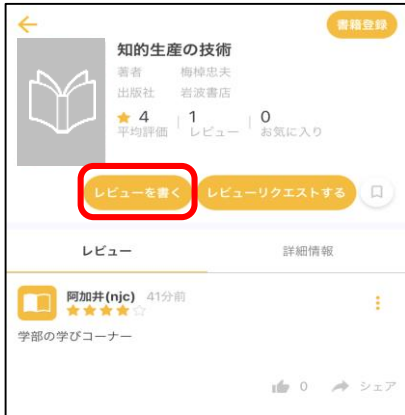 書籍登録
知的生産の技術
著者 梅棹忠夫
出版社 岩波書店
4 1 0
平均評価 レビュー お気に入り
レビューを書く レビューリクエストする
レビュー 詳細情報
阿加井(njc) 41分前
学部の学びコーナー
0 シェア